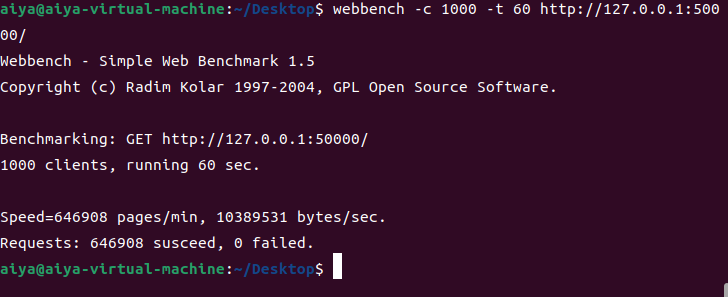 aiya@aiya-virtual-machine:~/Desktop$ webbench -c 1000 -t 60 http://127.0.0.1:500
00/
Webbench - Simple Web Benchmark 1.5
Copyright (c) Radim Kolar 1997-2004, GPL Open Source Software.
Benchmarking: GET http://127.0.0.1:50000/
1000 clients, running 60 sec.
Speed=646908 pages/min, 10389531 bytes/sec.
Requests: 646908 susceed, 0 failed.
aiya@aiya-virtual-machine:~/Desktop$